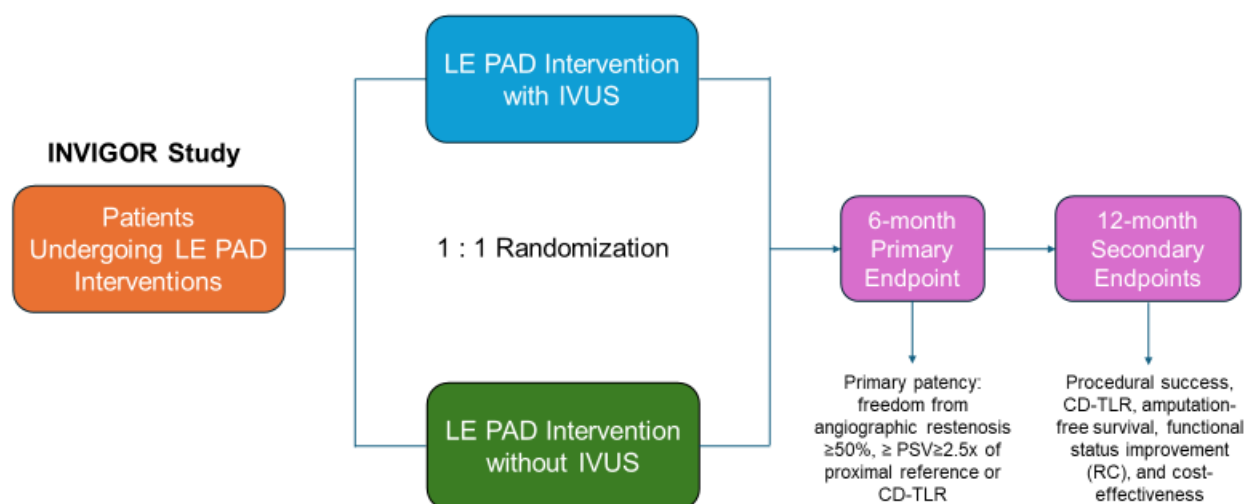 INVIGOR Study
Patients
Undergoing LE PAD
Interventions
LE PAD Intervention
with IVUS
1 : 1 Randomization
LE PAD Intervention
without IVUS
6-month
Primary
Endpoint
12-month
Secondary
Endpoints
Primary patency:
freedom from
angiographic restenosis
≥50%, ≥ PSV≥2.5x of
proximal reference or
CD-TLR
Procedural success,
CD-TLR, amputation-
free survival, functional
status improvement
(RC), and cost-
effectiveness